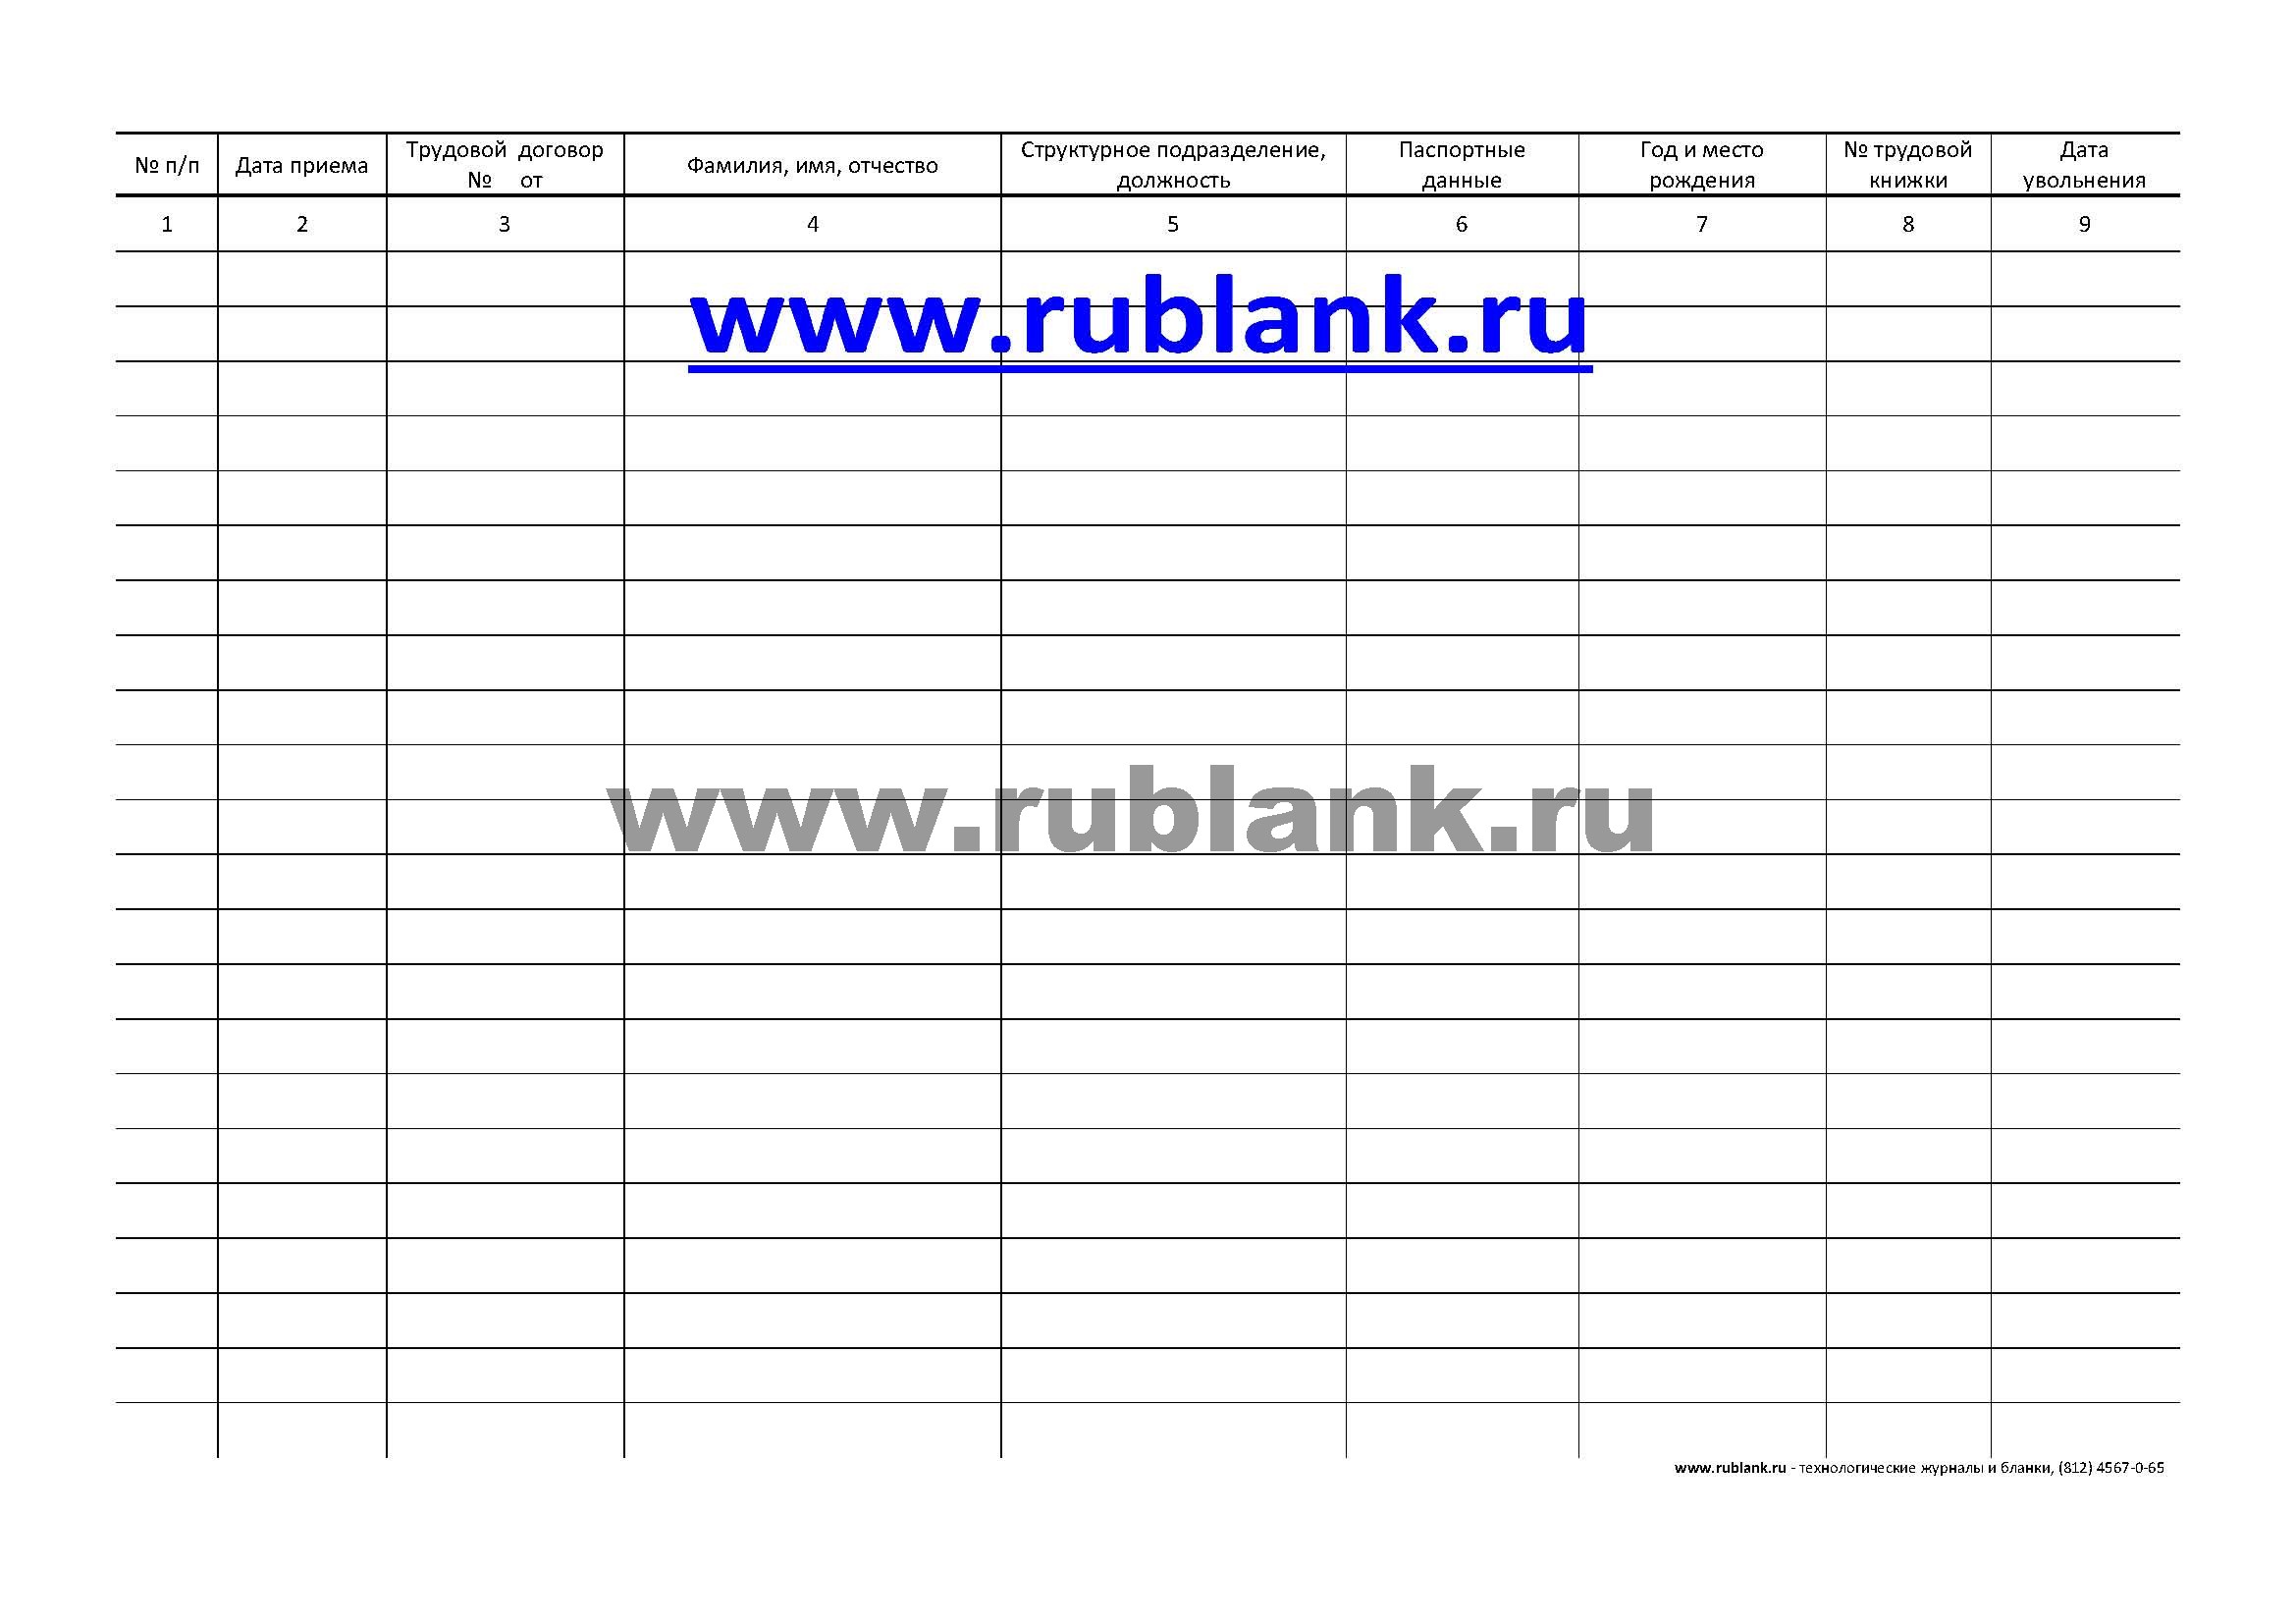 № п/п
Дата приема
Трудовой договор
№ от
Фамилия, имя, отчество
Структурное подразделение,
должность
Паспортные
данные
Год и место
рождения
№ трудовой
книжки
Дата
увольнения
1 2 3 4 5 6 7 8 9
www.rublank.ru
www.rublank.ru
www.rublank.ru - технологические журналы и бланки, (812) 4567-0-65